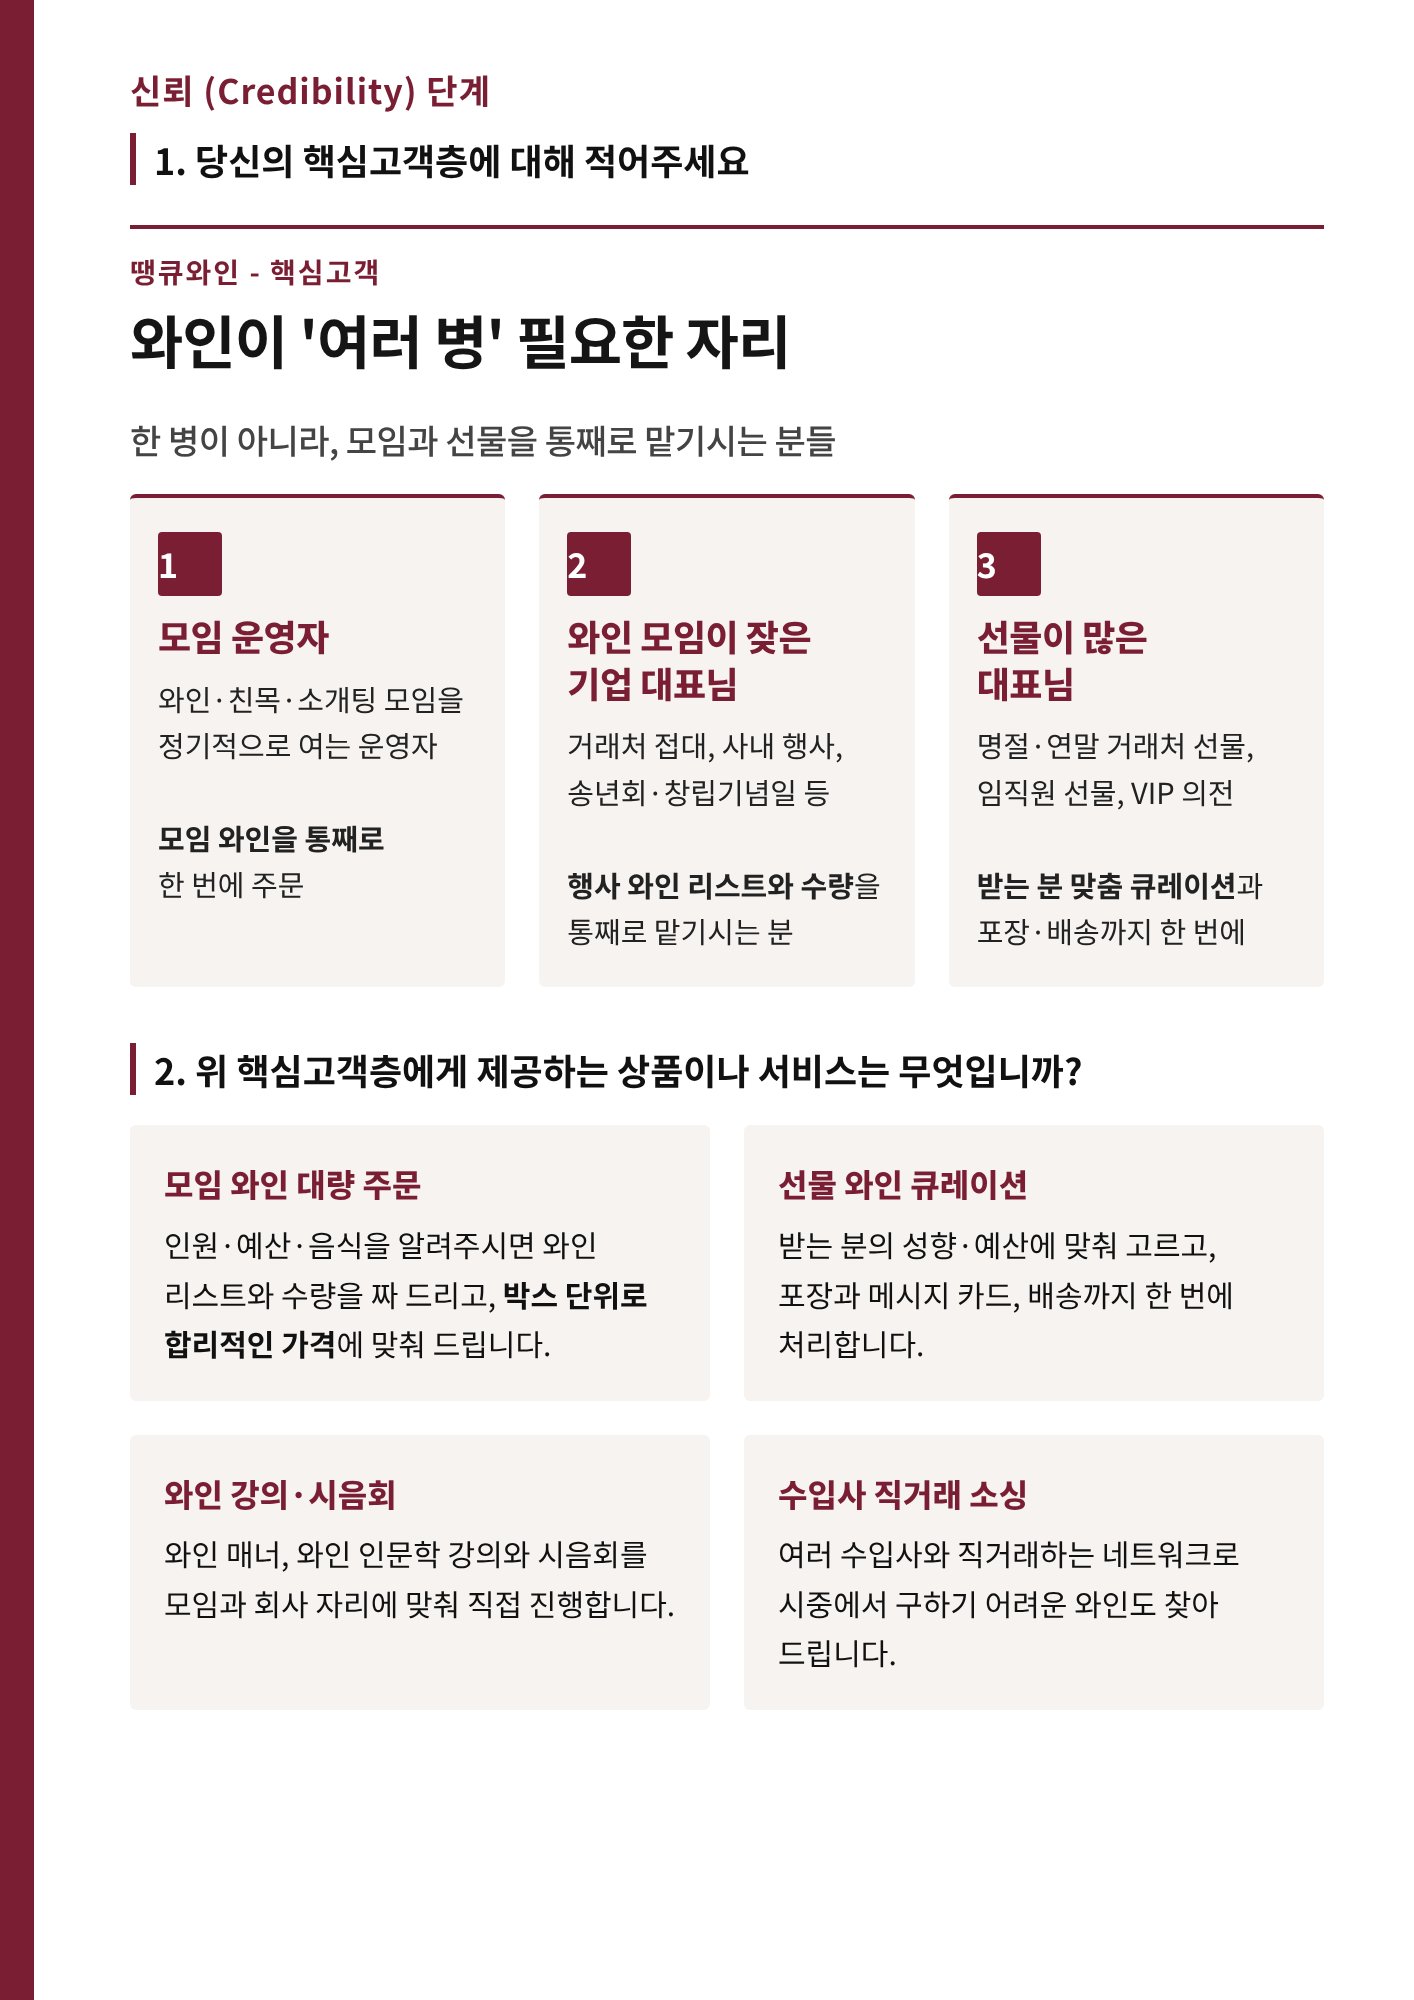 신뢰 (Credibility) 단계
1. 당신의 핵심고객층에 대해 적어주세요
땡큐와인 - 핵심고객
와인이 '여러 병' 필요한 자리
한 병이 아니라, 모임과 선물을 통째로 맡기시는 분들
1
모임 운영자
와인·친목·소개팅 모임을
정기적으로 여는 운영자
모임 와인을 통째로
한 번에 주문
2
와인 모임이 잦은
기업 대표님
거래처 접대, 사내 행사,
송년회·창립기념일 등
행사 와인 리스트와 수량을
통째로 맡기시는 분
3
선물이 많은
대표님
명절·연말 거래처 선물,
임직원 선물, VIP 의전
받는 분 맞춤 큐레이션과
포장·배송까지 한 번에
2. 위 핵심고객층에게 제공하는 상품이나 서비스는 무엇입니까?
모임 와인 대량 주문
인원·예산·음식을 알려주시면 와인
리스트와 수량을 짜 드리고, 박스 단위로
합리적인 가격에 맞춰 드립니다.
선물 와인 큐레이션
받는 분의 성향·예산에 맞춰 고르고,
포장과 메시지 카드, 배송까지 한 번에
처리합니다.
와인 강의·시음회
와인 매너, 와인 인문학 강의와 시음회를
모임과 회사 자리에 맞춰 직접 진행합니다.
수입사 직거래 소싱
여러 수입사와 직거래하는 네트워크로
시중에서 구하기 어려운 와인도 찾아
드립니다.